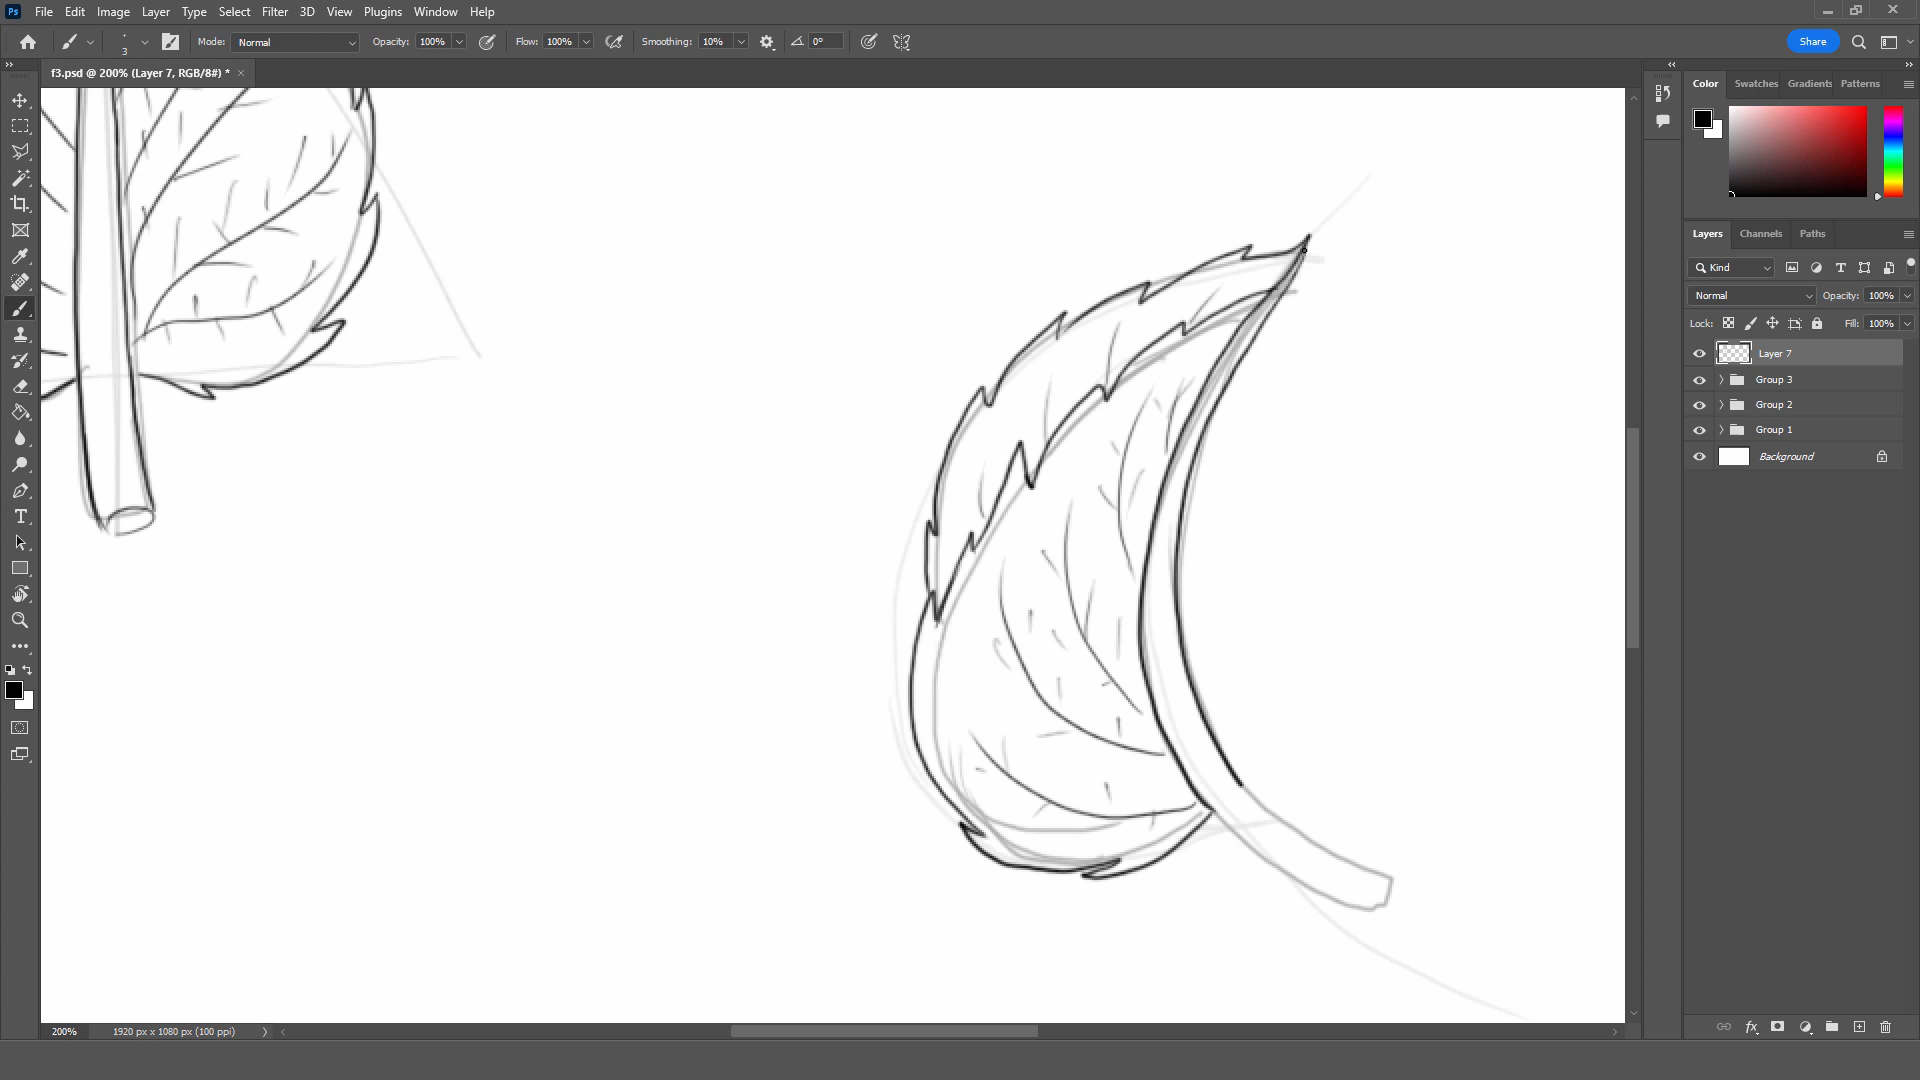 Ps File Edit Image Layer Type Select Filter 3D View Plugins Window Help
3 Mode: Normal Opacity: 100% Flow: 100% Smoothing: 10% 0° Share
f3.psd @ 200% (Layer 7, RGB/8#) * ×
Color Swatches Gradients Patterns
Layers Channels Paths
Kind
Normal Opacity: 100%
Lock: Fill: 100%
Layer 7
Group 3
Group 2
Group 1
Background
200% 1920 px x 1080 px (100 ppi)